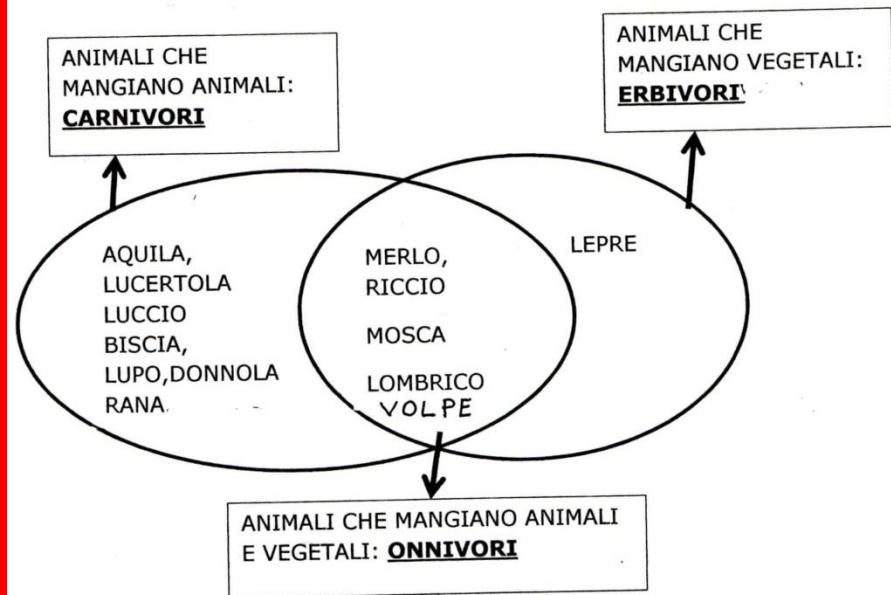 ANIMALI CHE
MANGIANO ANIMALI:
CARNIVORI
ANIMALI CHE
MANGIANO VEGETALI:
ERBIVORI
AQUILA,
LUCERTOLA
LUCCIO
BISCIA,
LUPO,DONNOLA
RANA
MERLO,
RICCIO
MOSCA
LOMBRICO
VOLPE
LEPRE
ANIMALI CHE MANGIANO ANIMALI
E VEGETALI: ONNIVORI